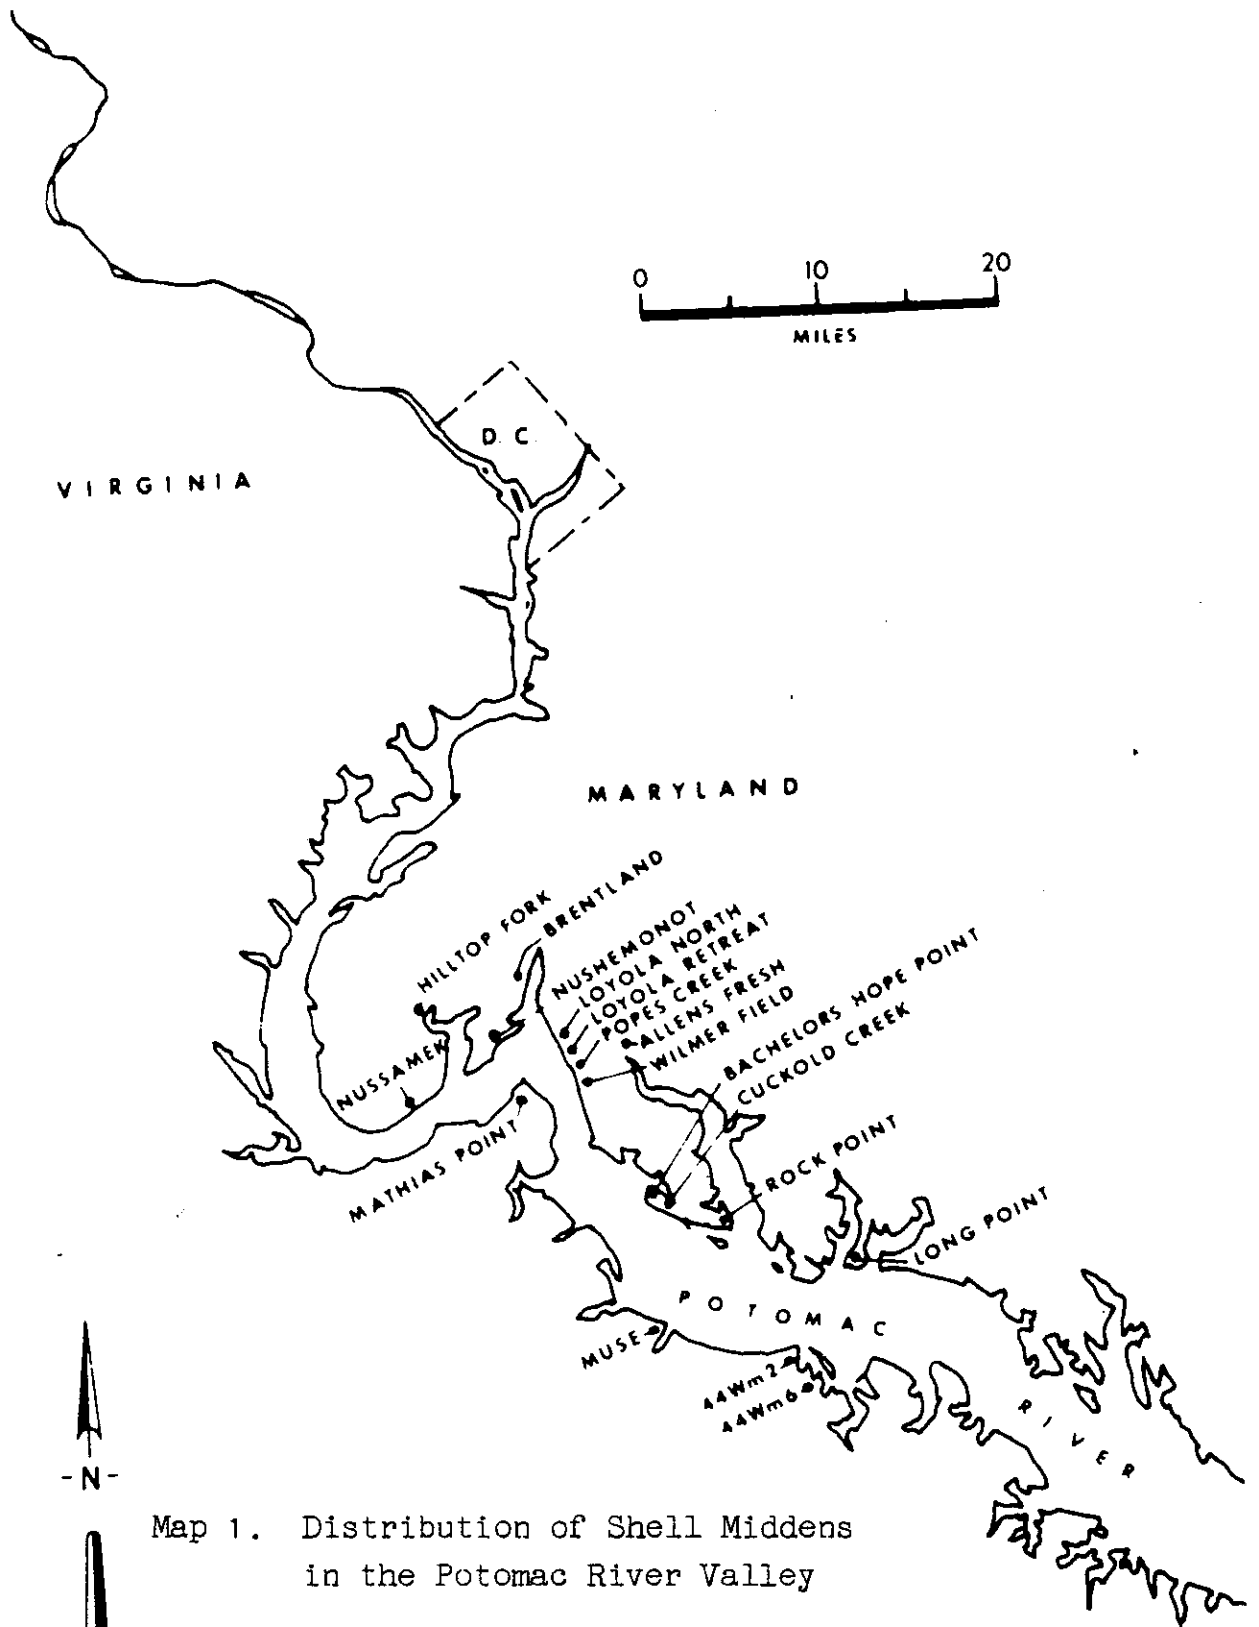 0 10 20
MILES
D. C.
VIRGINIA
MARYLAND
HILLTOP FORK
BRENTLAND
NUSHEMONOT
LOYOLA NORTH
LOYOLA RETREAT
POPES CREEK
ALLENS FRESH
WILMER FIELD
BACHELORS HOPE POINT
CUCKOLD CREEK
NUSSAMEK
MATHIAS POINT
ROCK POINT
LONG POINT
POTOMAC
RIVER
MUSE
44Wm2
44Wm6
-N-
Map 1. Distribution of Shell Middens
in the Potomac River Valley